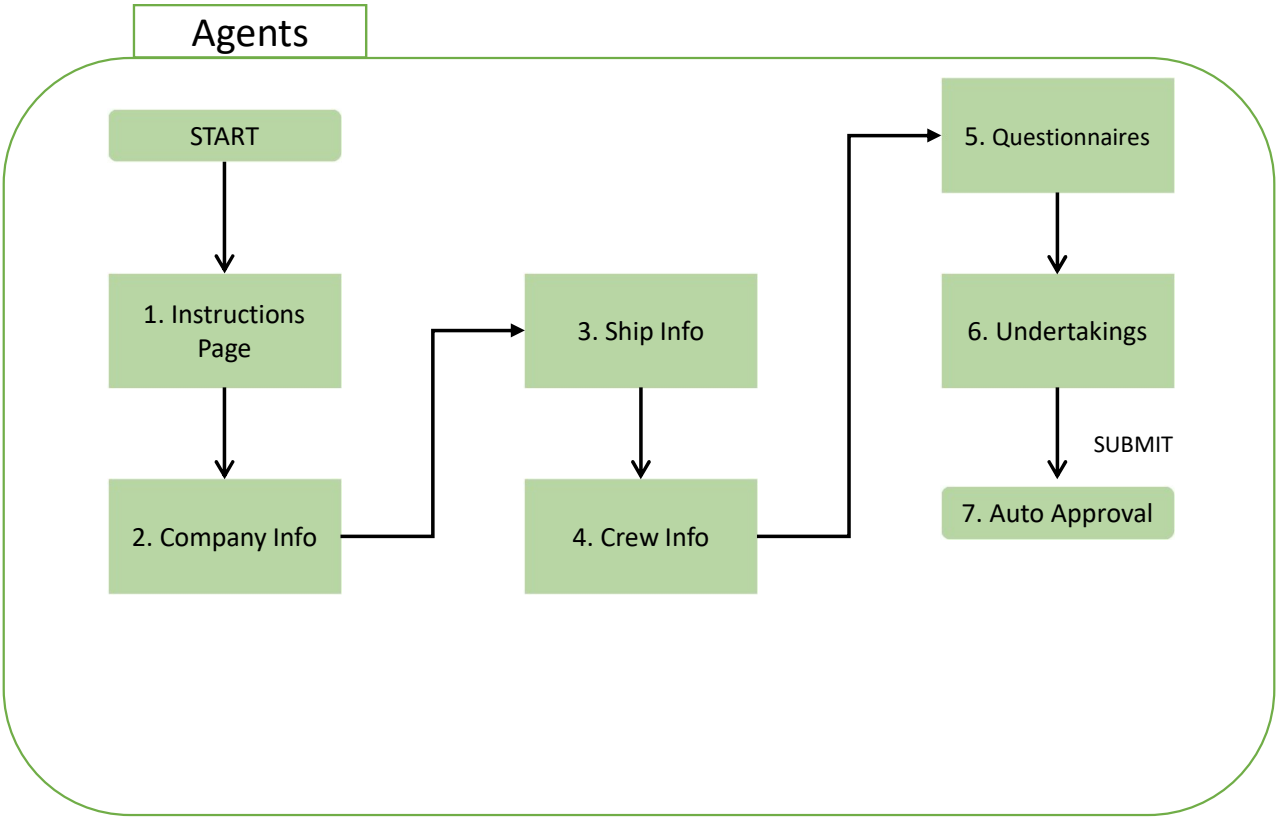 Agents
START
1. Instructions
Page
2. Company Info
3. Ship Info
4. Crew Info
5. Questionnaires
6. Undertakings
SUBMIT
7. Auto Approval